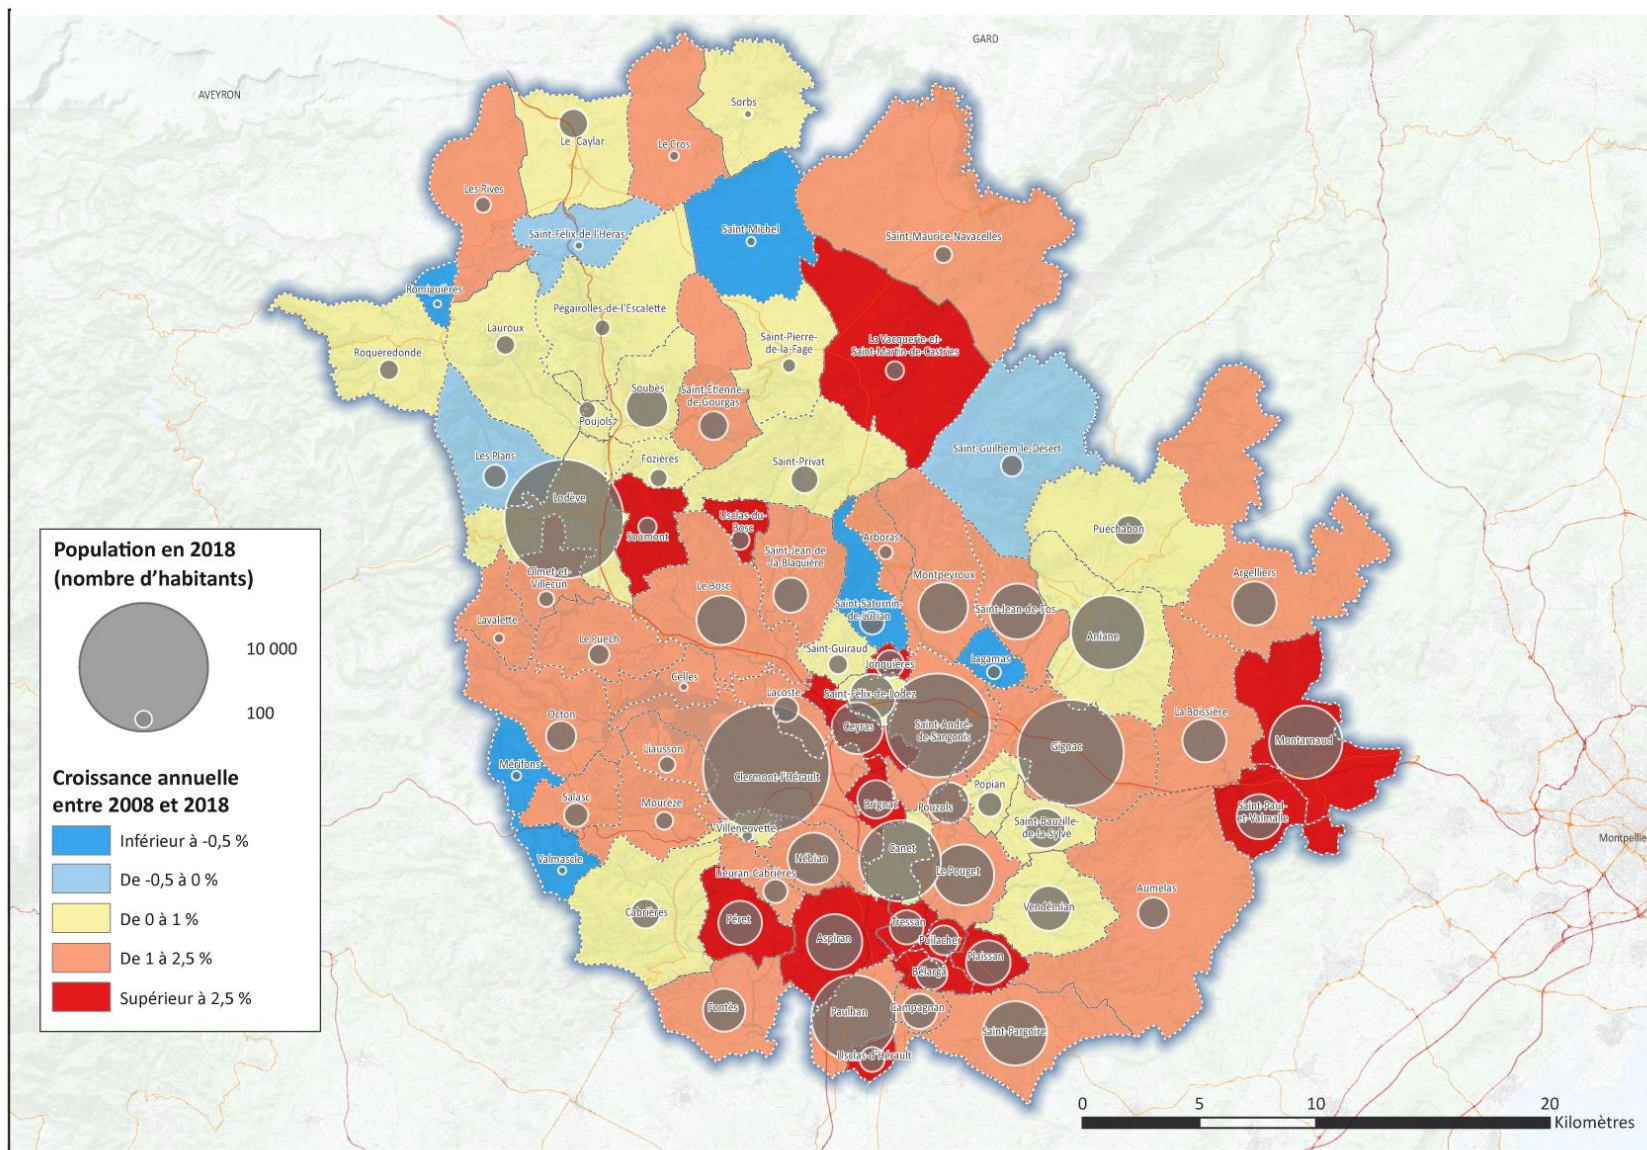 GARD
AVEYRON
Sorbs
Le Caylar
Le Cros
Les Rives
Saint-Félix-de-l'Héras
Saint-Michel
Saint-Maurice-Navacelles
Romiguières
Pégairolles-de-l'Escalette
Lauroux
Roqueredonde
Saint-Pierre-
de-la-Fage
La Vacquerie-et-
Saint-Martin-de-Castries
Soubès
Saint-Étienne-
de-Gourgas
Poujols
Les Plans
Fozières
Saint-Privat
Saint-Guilhem-le-Désert
Lodève
Soumont
Usclas-du-
Bosc
Puéchabon
Saint-Jean-de-
la-Blaquière
Arboras
Olmet-et-
Villecun
Le Bosc
Montpeyroux
Argelliers
Saint-Saturnin-
de-Lucian
Saint-Jean-de-Fos
Lavalette
Aniane
Le Puech
Saint-Guiraud
Jonquières
Lagamas
Celles
Lacoste
Saint-Félix-de-Lodez
Octon
Ceyras
Saint-André-
de-Sangonis
La Boissière
Liausson
Gignac
Montarnaud
Mérifons
Clermont-l'Hérault
Popian
Salasc
Mourèze
Brignac
Pouzols
Saint-Paul-
et-Valmalle
Villeneuvette
Saint-Bauzille-
de-la-Sylve
Montpellier
Valmascle
Nébian
Canet
Le Pouget
Lieuran-Cabrières
Aumelas
Cabrières
Péret
Vendémian
Tressan
Aspiran
Puilacher
Plaissan
Bélarga
Fontès
Paulhan
Campagnan
Saint-Pargoire
Usclas-d'Hérault
Population en 2018
(nombre d'habitants)
10 000
100
Croissance annuelle
entre 2008 et 2018
Inférieur à -0,5 %
De -0,5 à 0 %
De 0 à 1 %
De 1 à 2,5 %
Supérieur à 2,5 %
0 5 10 20
Kilomètres